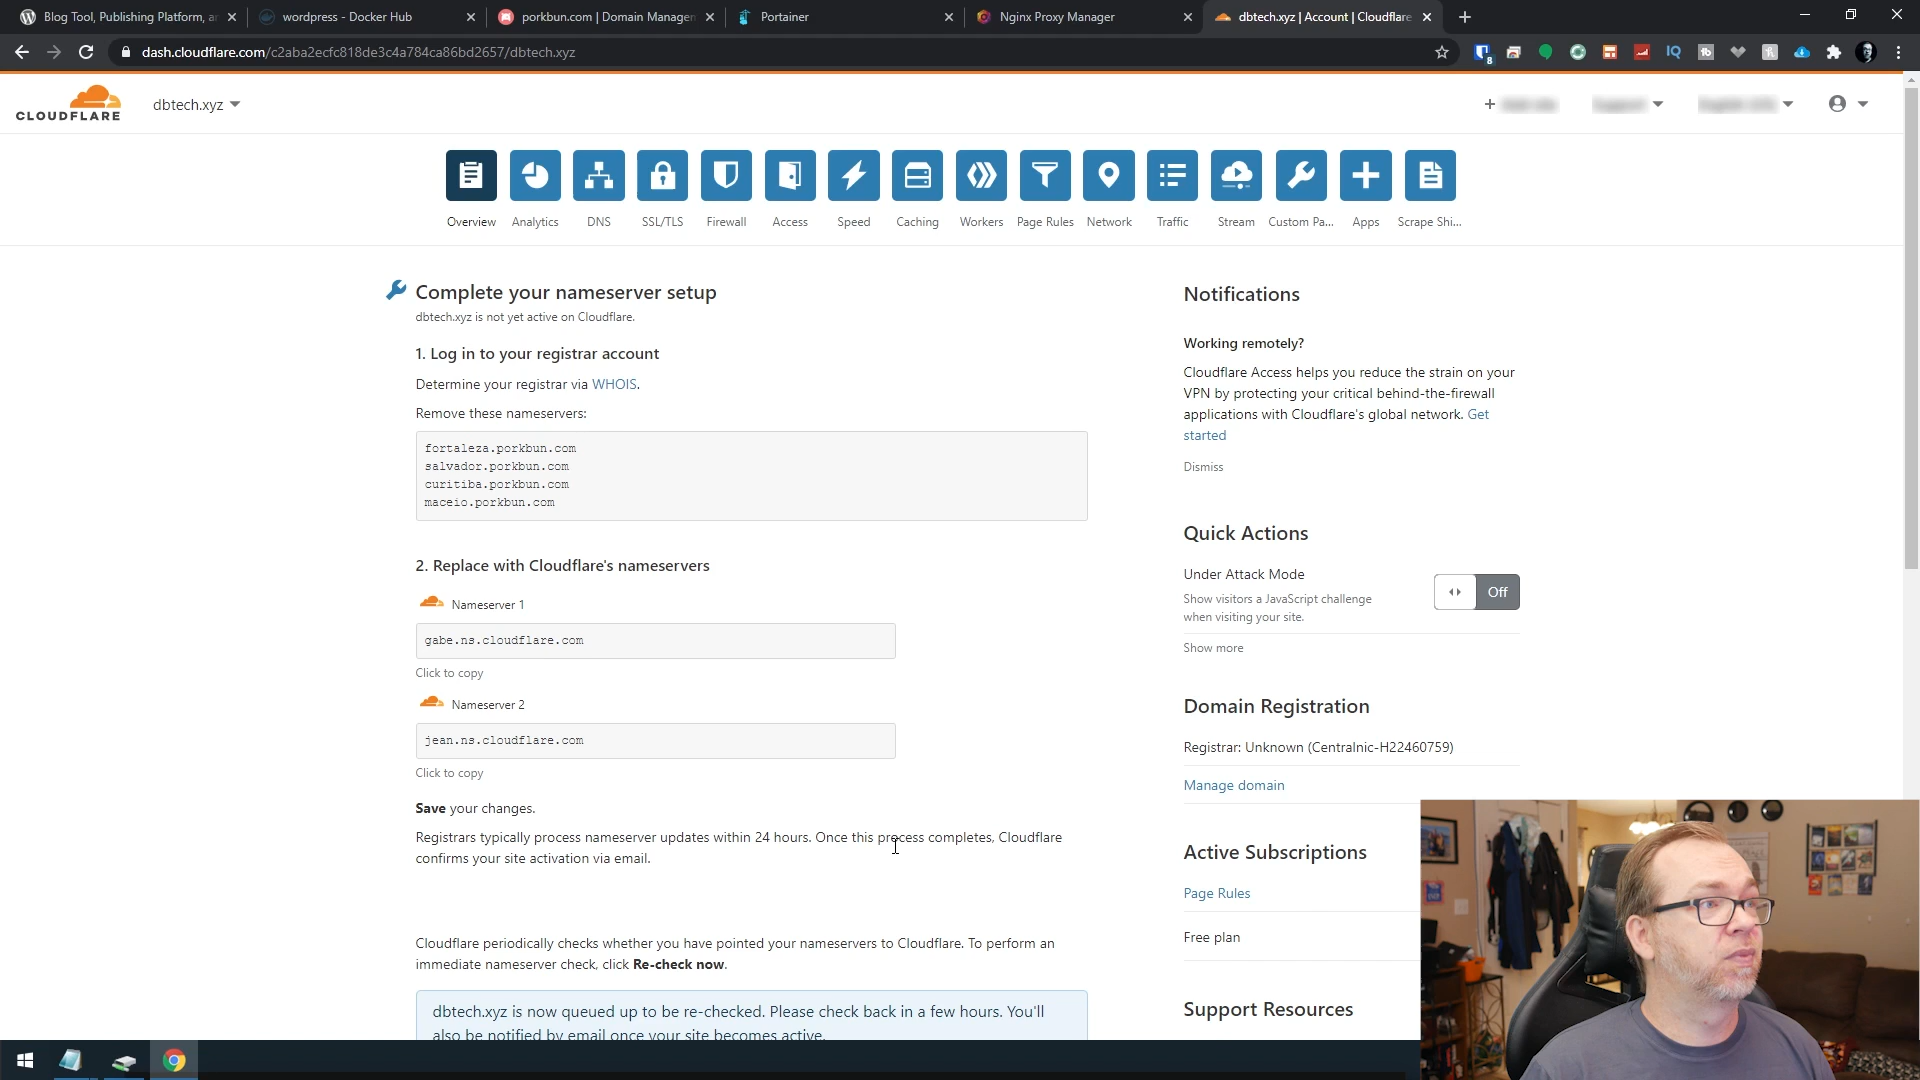 Blog Tool, Publishing Platform, a
wordpress - Docker Hub
porkbun.com | Domain Managem
Portainer
Nginx Proxy Manager
dbtech.xyz | Account | Cloudflare
dash.cloudflare.com/c2aba2ecfc818de3c4a784ca86bd2657/dbtech.xyz
CLOUDFLARE
dbtech.xyz
Overview
Analytics
DNS
SSL/TLS
Firewall
Access
Speed
Caching
Workers
Page Rules
Network
Traffic
Stream
Custom Pa...
Apps
Scrape Shi...
Complete your nameserver setup
dbtech.xyz is not yet active on Cloudflare.
1. Log in to your registrar account
Determine your registrar via WHOIS.
Remove these nameservers:
fortaleza.porkbun.com
salvador.porkbun.com
curitiba.porkbun.com
maceio.porkbun.com
2. Replace with Cloudflare's nameservers
Nameserver 1
gabe.ns.cloudflare.com
Click to copy
Nameserver 2
jean.ns.cloudflare.com
Click to copy
Save your changes.
Registrars typically process nameserver updates within 24 hours. Once this process completes, Cloudflare
confirms your site activation via email.
Cloudflare periodically checks whether you have pointed your nameservers to Cloudflare. To perform an
immediate nameserver check, click Re-check now.
dbtech.xyz is now queued up to be re-checked. Please check back in a few hours. You'll
also be notified by email once your site becomes active.
Notifications
Working remotely?
Cloudflare Access helps you reduce the strain on your
VPN by protecting your critical behind-the-firewall
applications with Cloudflare's global network. Get
started
Dismiss
Quick Actions
Under Attack Mode
Show visitors a JavaScript challenge
when visiting your site.
Off
Show more
Domain Registration
Registrar: Unknown (Centralnic-H22460759)
Manage domain
Active Subscriptions
Page Rules
Free plan
Support Resources